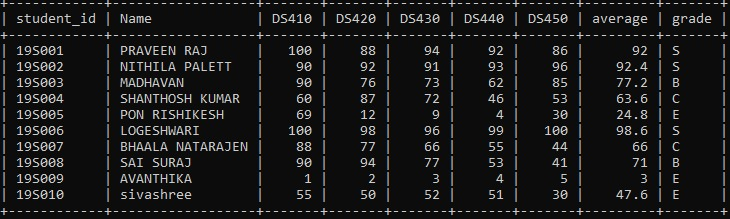 | student_id | Name             | DS410 | DS420 | DS430 | DS440 | DS450 | average | grade |
| 19S001     | PRAVEEN RAJ      |   100 |    88 |    94 |    92 |    86 |      92 | S     |
| 19S002     | NITHILA PALETT   |    90 |    92 |    91 |    93 |    96 |    92.4 | S     |
| 19S003     | MADHAVAN         |    90 |    76 |    73 |    62 |    85 |    77.2 | B     |
| 19S004     | SHANTHOSH KUMAR  |    60 |    87 |    72 |    46 |    53 |    63.6 | C     |
| 19S005     | PON RISHIKESH    |    69 |    12 |     9 |     4 |    30 |    24.8 | E     |
| 19S006     | LOGESHWARI       |   100 |    98 |    96 |    99 |   100 |    98.6 | S     |
| 19S007     | BHAALA NATARAJEN |    88 |    77 |    66 |    55 |    44 |      66 | C     |
| 19S008     | SAI SURAJ        |    90 |    94 |    77 |    53 |    41 |      71 | B     |
| 19S009     | AVANTHIKA        |     1 |     2 |     3 |     4 |     5 |       3 | E     |
| 19S010     | sivashree        |    55 |    50 |    52 |    51 |    30 |    47.6 | E     |